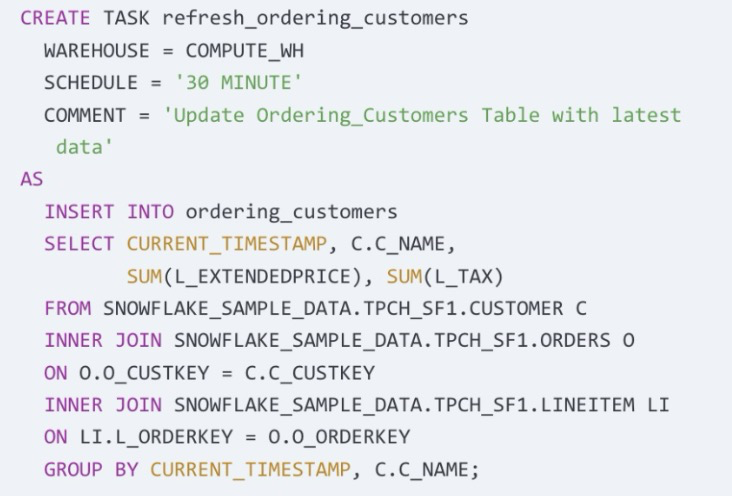 CREATE TASK refresh_ordering_customers
WAREHOUSE = COMPUTE_WH
SCHEDULE = '30 MINUTE'
COMMENT = 'Update Ordering_Customers Table with latest
data'
AS
INSERT INTO ordering_customers
SELECT CURRENT_TIMESTAMP, C.C_NAME,
SUM(L_EXTENDEDPRICE), SUM(L_TAX)
FROM SNOWFLAKE_SAMPLE_DATA.TPCH_SF1.CUSTOMER C
INNER JOIN SNOWFLAKE_SAMPLE_DATA.TPCH_SF1.ORDERS O
ON O.O_CUSTKEY = C.C_CUSTKEY
INNER JOIN SNOWFLAKE_SAMPLE_DATA.TPCH_SF1.LINEITEM LI
ON LI.L_ORDERKEY = O.O_ORDERKEY
GROUP BY CURRENT_TIMESTAMP, C.C_NAME;